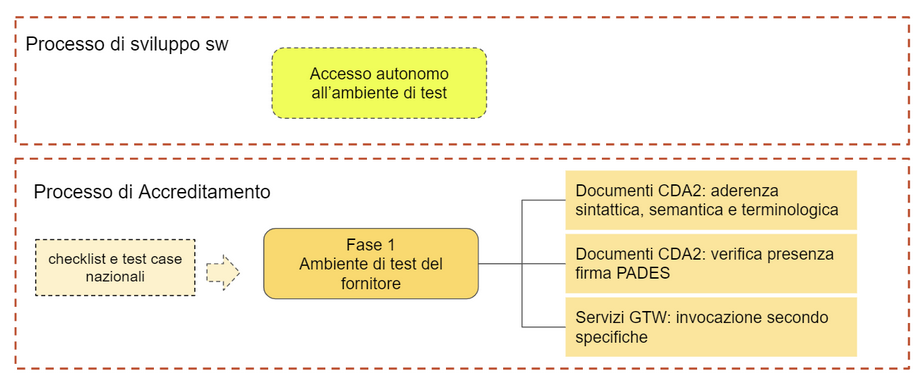 Processo di sviluppo sw
Accesso autonomo
all'ambiente di test
Processo di Accreditamento
checklist e test case
nazionali
Fase 1
Ambiente di test del
fornitore
Documenti CDA2: aderenza
sintattica, semantica e terminologica
Documenti CDA2: verifica presenza
firma PADES
Servizi GTW: invocazione secondo
specifiche